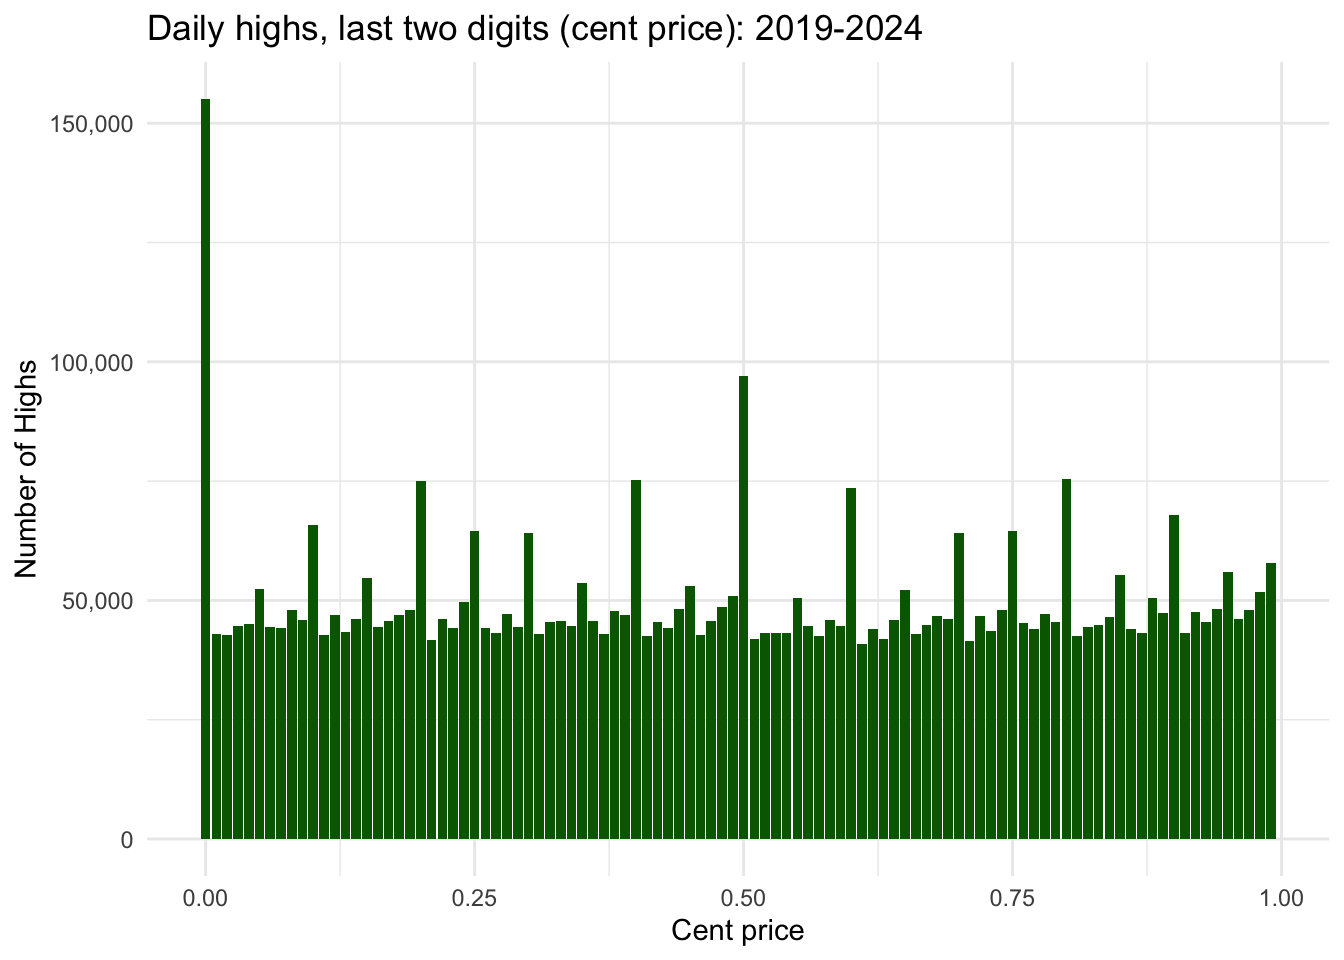 Daily highs, last two digits (cent price): 2019-2024
Number of Highs
150,000
100,000
50,000
0
0.00 0.25 0.50 0.75 1.00
Cent price